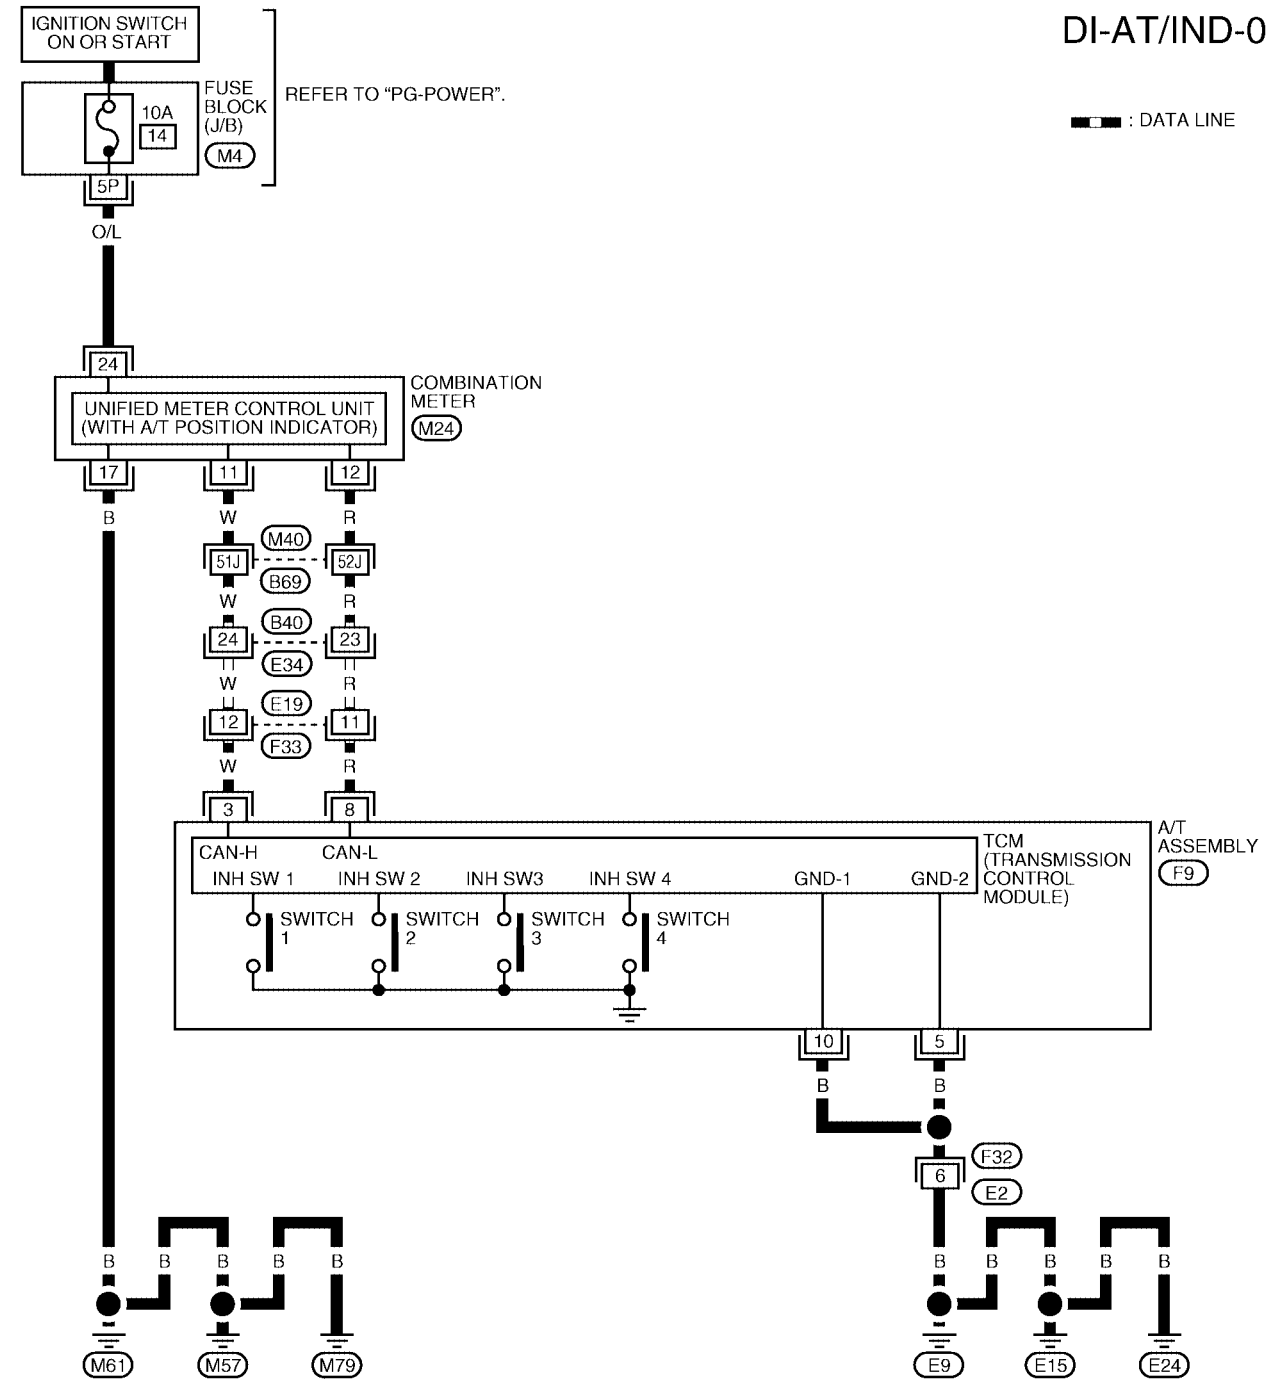 IGNITION SWITCH
ON OR START
DI-AT/IND-0
FUSE
BLOCK
(J/B)
M4
10A
14
REFER TO “PG-POWER”.
: DATA LINE
5P
O/L
24
COMBINATION
METER
M24
UNIFIED METER CONTROL UNIT
(WITH A/T POSITION INDICATOR)
17 11 12
B W R
M40
51J 52J
B69
W R
B40
24 23
E34
W R
E19
12 11
F33
W R
3 8
A/T
ASSEMBLY
F9
TCM
(TRANSMISSION
CONTROL
MODULE)
CAN-H CAN-L
INH SW 1 INH SW 2 INH SW3 INH SW 4 GND-1 GND-2
SWITCH
1
SWITCH
2
SWITCH
3
SWITCH
4
10 5
B B
F32
6
E2
B B B B B B B B B B
M61 M57 M79 E9 E15 E24